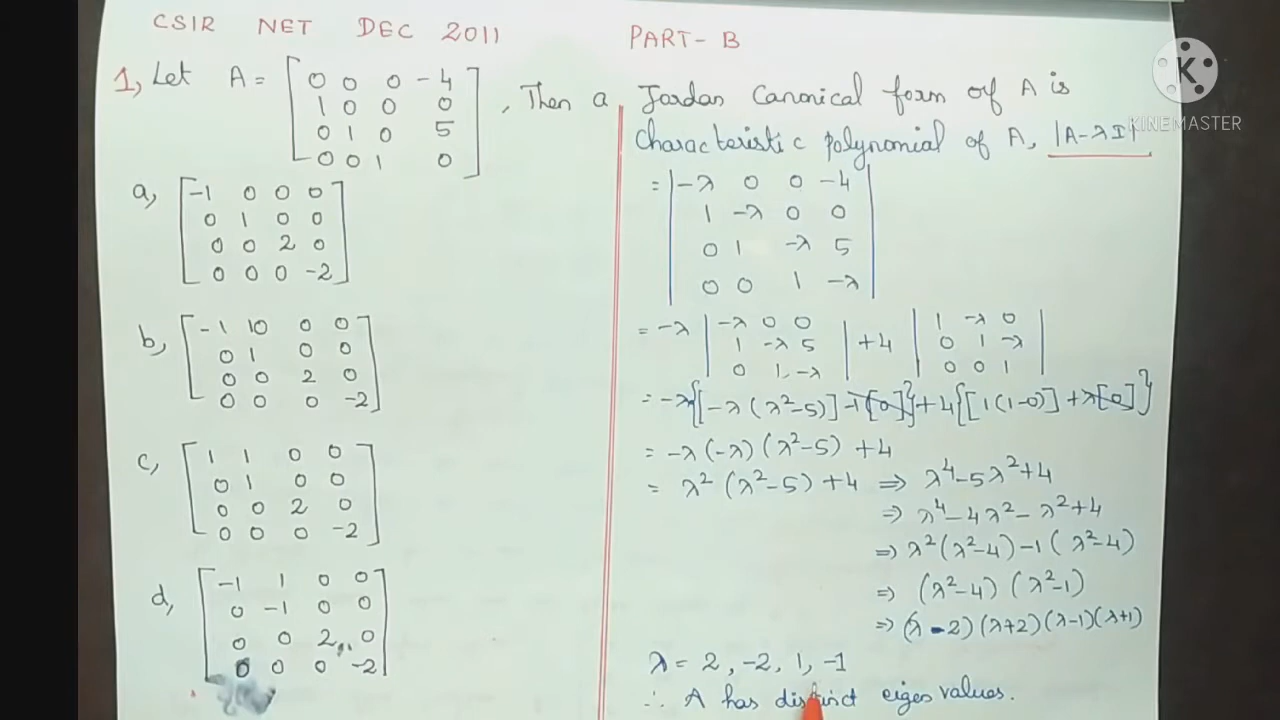 CSIR NET DEC 2011 PART-B
1, Let A = [0 0 0 -4
1 0 0 0
0 1 0 5
0 0 1 0], Then a Jordan Canonical form of A is
a, [-1 0 0 0
0 1 0 0
0 0 2 0
0 0 0 -2]
b, [-1 10 0 0
0 1 0 0
0 0 2 0
0 0 0 -2]
c, [1 1 0 0
0 1 0 0
0 0 2 0
0 0 0 -2]
d, [-1 1 0 0
0 -1 0 0
0 0 2 0
0 0 0 -2]
characteristic polynomial of A, |A-λI|
= |-λ 0 0 -4
1 -λ 0 0
0 1 -λ 5
0 0 1 -λ|
= -λ |-λ 0 0
1 -λ 5
0 1 -λ| +4 |1 -λ 0
0 1 -λ
0 0 1|
= -λ{[-λ(λ²-5)] -1[0]} +4{[1(1-0)] +λ[0]}
= -λ(-λ)(λ²-5) +4
= λ²(λ²-5)+4 ⇒ λ⁴-5λ²+4
⇒ λ⁴-4λ²-λ²+4
⇒ λ²(λ²-4)-1(λ²-4)
⇒ (λ²-4)(λ²-1)
⇒ (λ-2)(λ+2)(λ-1)(λ+1)
λ = 2, -2, 1, -1
∴ A has distinct eigen values.
K
KINEMASTER